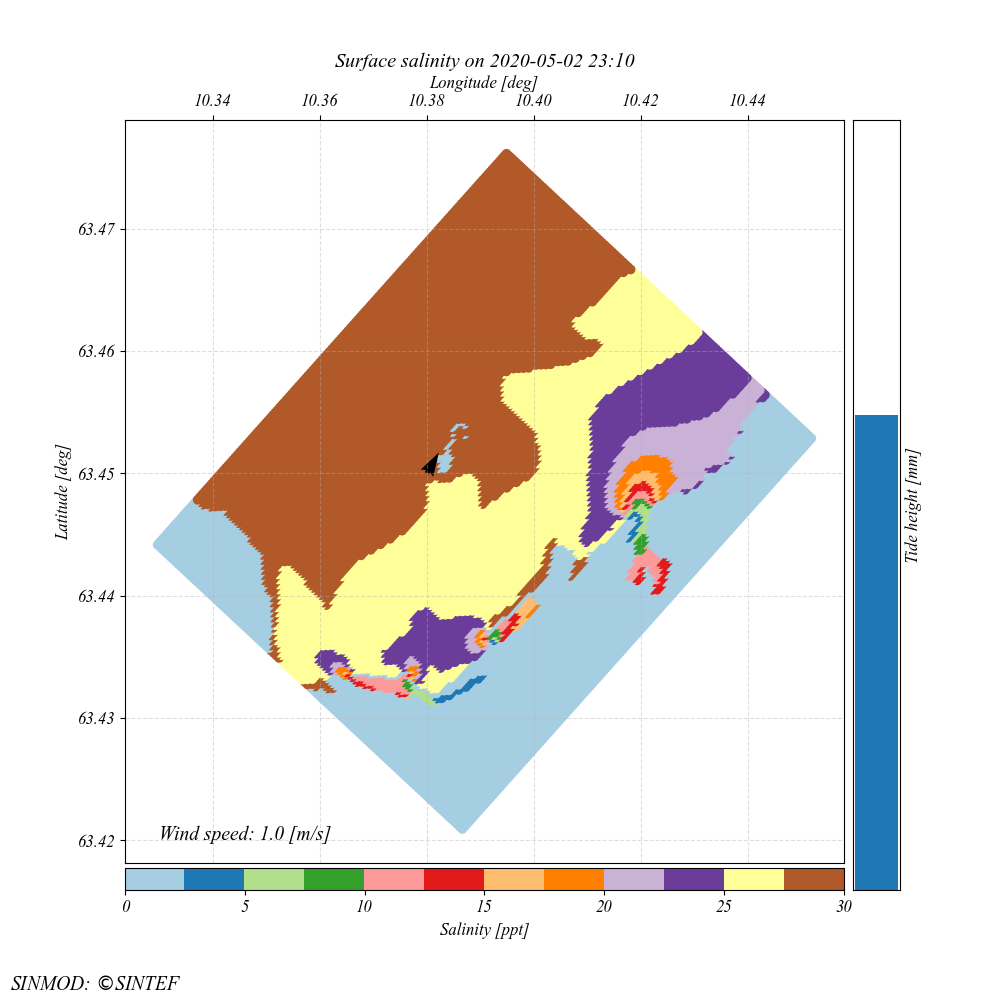 Surface salinity on 2020-05-02 23:10
Longitude [deg]
10.34 10.36 10.38 10.40 10.42 10.44
63.47
63.46
63.45
63.44
63.43
63.42
Latitude [deg]
Tide height [mm]
Wind speed: 1.0 [m/s]
0 5 10 15 20 25 30
Salinity [ppt]
SINMOD: ©SINTEF